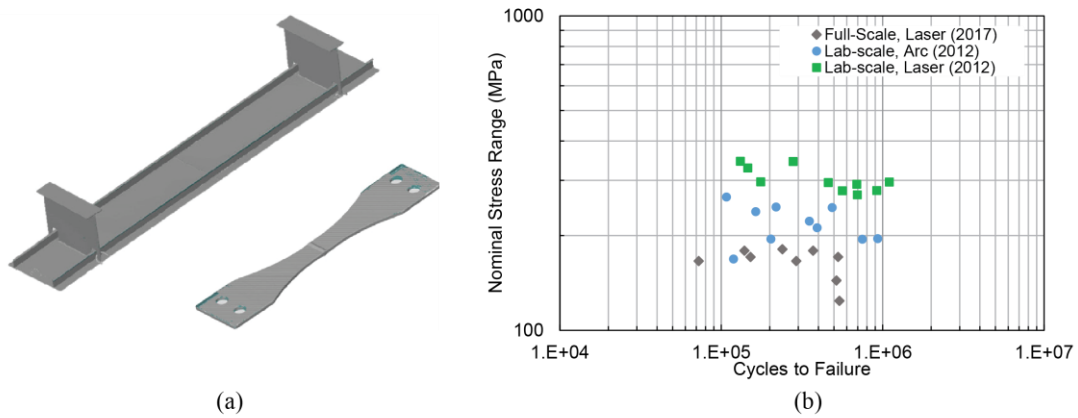 1000
Full-Scale, Laser (2017)
Lab-scale, Arc (2012)
Lab-scale, Laser (2012)
Nominal Stress Range (MPa)
100
1.E+04 1.E+05 1.E+06 1.E+07
Cycles to Failure
(a) (b)